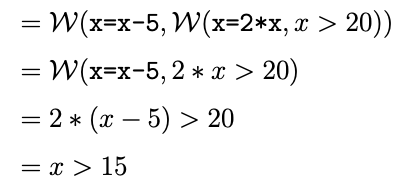 = 𝒲(x=x-5, 𝒲(x=2*x, x > 20))
= 𝒲(x=x-5, 2 ∗ x > 20)
= 2 ∗ (x − 5) > 20
= x > 15